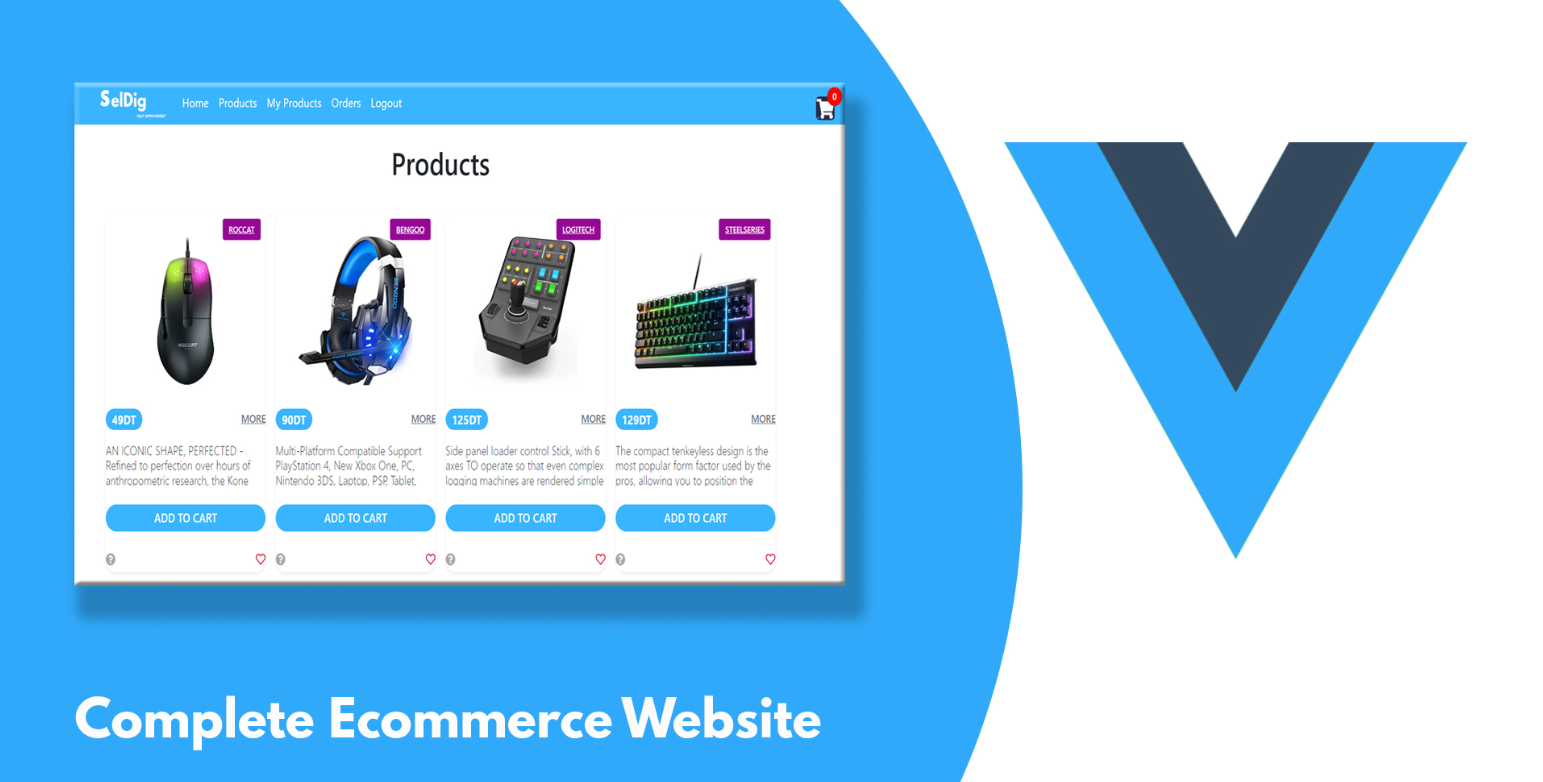 SelDig
Home Products My Products Orders Logout
0
Products
ROCCAT
BENGOO
LOGITECH
STEELSERIES
ROCCAT
BENGOO
49DT MORE
90DT MORE
125DT MORE
129DT MORE
AN ICONIC SHAPE, PERFECTED -
Refined to perfection over hours of
anthropometric research, the Kone
Multi-Platform Compatible Support
PlayStation 4, New Xbox One, PC,
Nintendo 3DS, Laptop, PSP, Tablet,
Side panel loader control Stick, with 6
axes TO operate so that even complex
logging machines are rendered simple
The compact tenkeyless design is the
most popular form factor used by the
pros, allowing you to position the
ADD TO CART
ADD TO CART
ADD TO CART
ADD TO CART
?
?
?
?
Complete Ecommerce Website